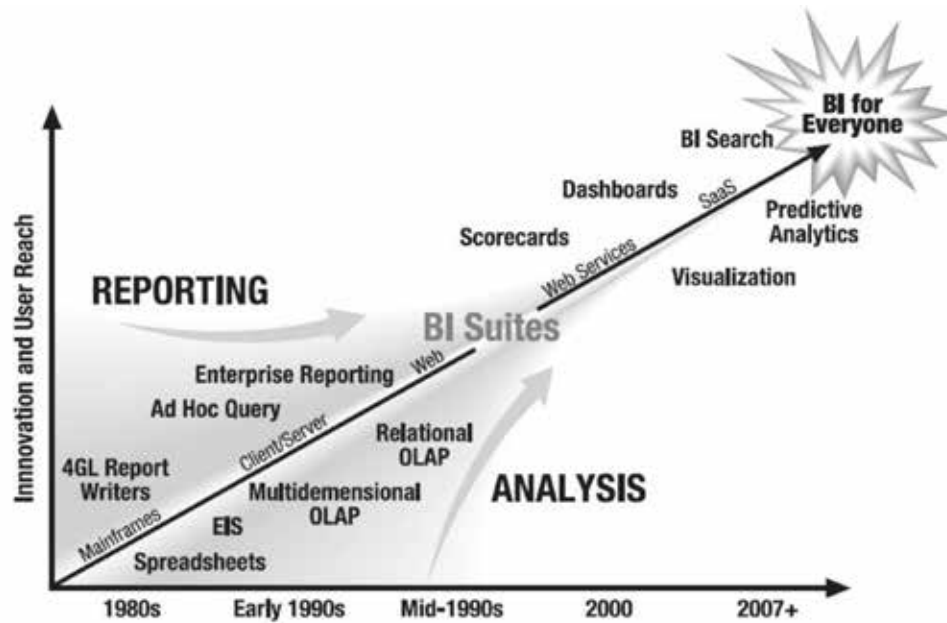 BI for
Everyone
BI Search
Dashboards
SaaS
Predictive
Analytics
Scorecards
Web Services
Visualization
REPORTING
BI Suites
Innnovation and User Reach
Enterprise Reporting
Web
Ad Hoc Query
Client/Server
Relational
OLAP
4GL Report
Writers
Multidemensional
OLAP
ANALYSIS
Mainframes
EIS
Spreadsheets
1980s
Early 1990s
Mid-1990s
2000
2007+